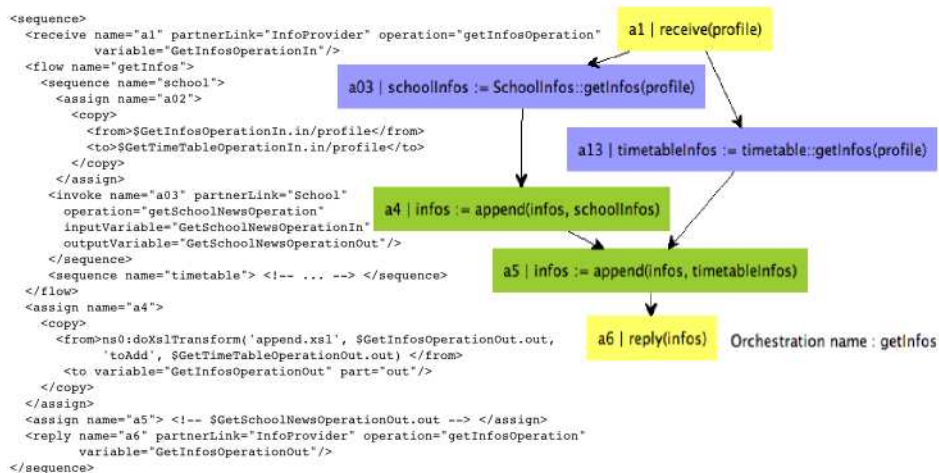 <sequence>
<receive name="a1" partnerLink="InfoProvider" operation="getInfosOperation"
variable="GetInfosOperationIn"/>
<flow name="getInfos">
<sequence name="school">
<assign name="a02">
<copy>
<from>$GetInfosOperationIn.in/profile</from>
<to>$GetTimeTableOperationIn.in/profile</to>
</copy>
</assign>
<invoke name="a03" partnerLink="School"
operation="getSchoolNewsOperation"
inputVariable="GetSchoolNewsOperationIn"
outputVariable="GetSchoolNewsOperationOut"/>
</sequence>
<sequence name="timetable"> <!-- ... --> </sequence>
</flow>
<assign name="a4">
<copy>
<from>ns0:doXslTransform('append.xsl', $GetInfosOperationOut.out,
'toAdd', $GetTimeTableOperationOut.out) </from>
<to variable="GetInfosOperationOut" part="out"/>
</copy>
</assign>
<assign name="a5"> <!-- $GetSchoolNewsOperationOut.out --> </assign>
<reply name="a6" partnerLink="InfoProvider" operation="getInfosOperation"
variable="GetInfosOperationOut"/>
</sequence>
a1 | receive(profile)
a03 | schoolInfos := SchoolInfos::getInfos(profile)
a13 | timetableInfos := timetable::getInfos(profile)
a4 | infos := append(infos, schoolInfos)
a5 | infos := append(infos, timetableInfos)
a6 | reply(infos)
Orchestration name : getInfos